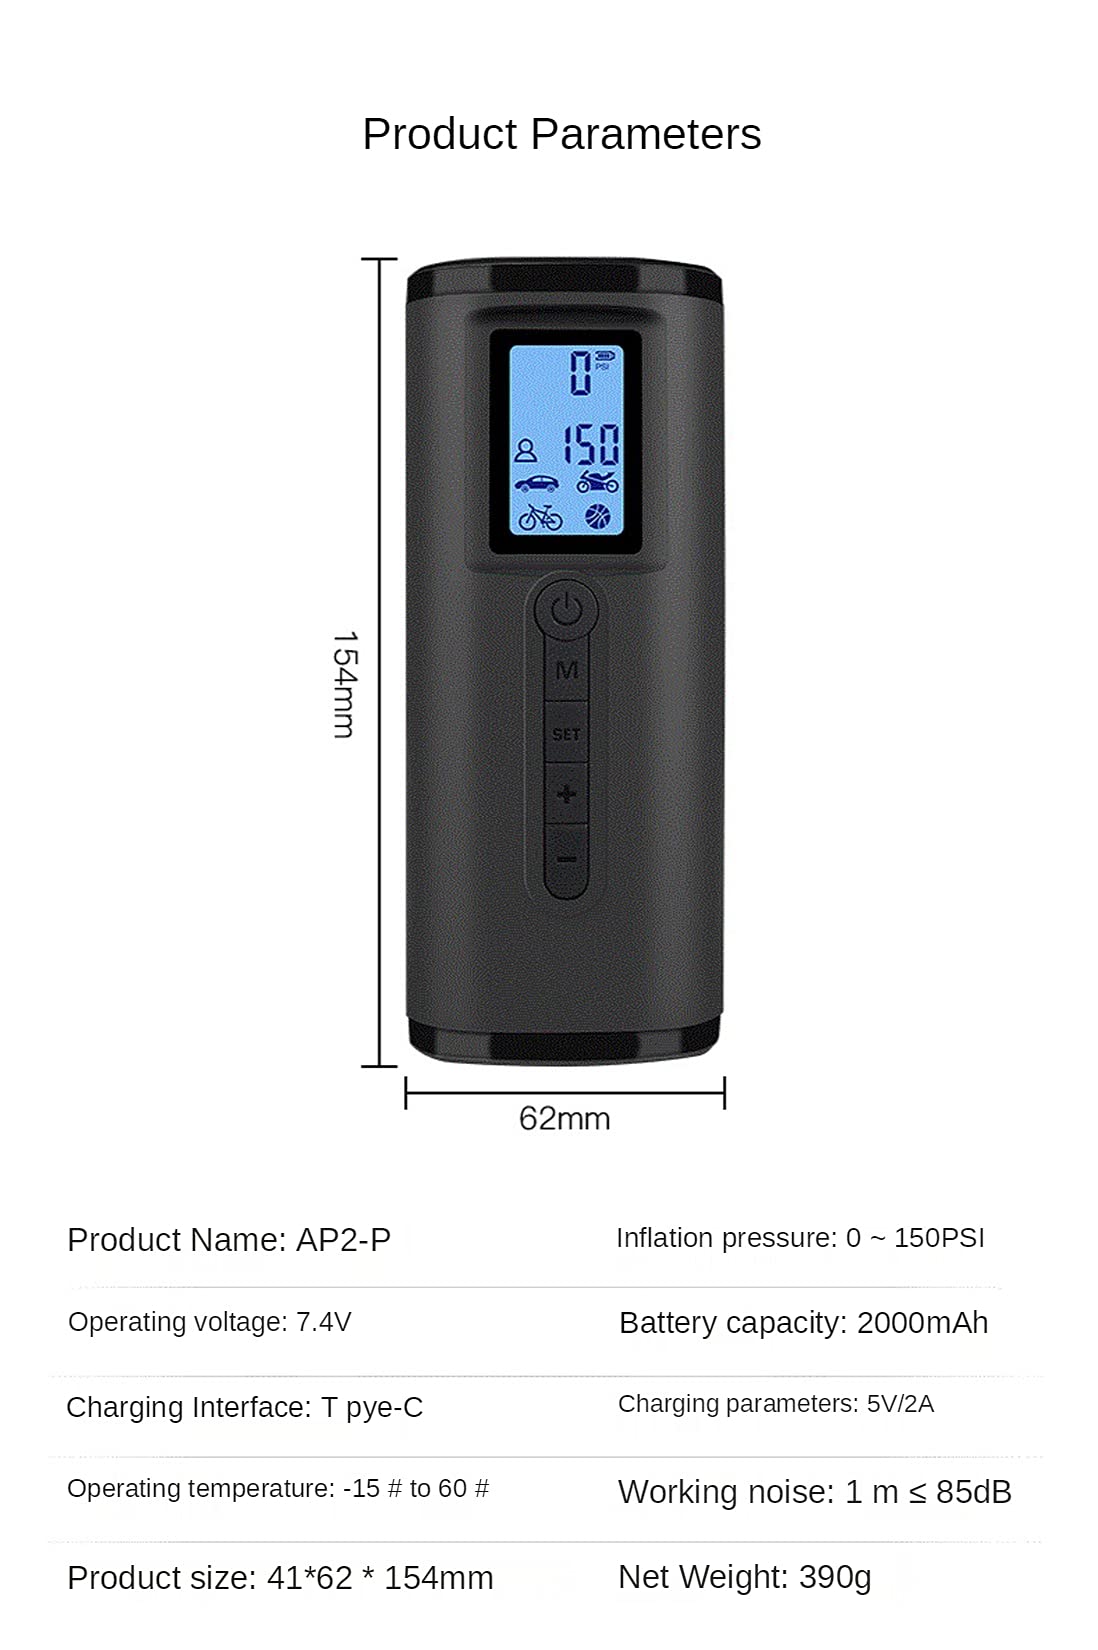 Product Parameters
0
PSI
150
M
SET
+
−
154mm
62mm
Product Name: AP2-P
Inflation pressure: 0 ~ 150PSI
Operating voltage: 7.4V
Battery capacity: 2000mAh
Charging Interface: T pye-C
Charging parameters: 5V/2A
Operating temperature: -15 # to 60 #
Working noise: 1 m ≤ 85dB
Product size: 41*62 * 154mm
Net Weight: 390g